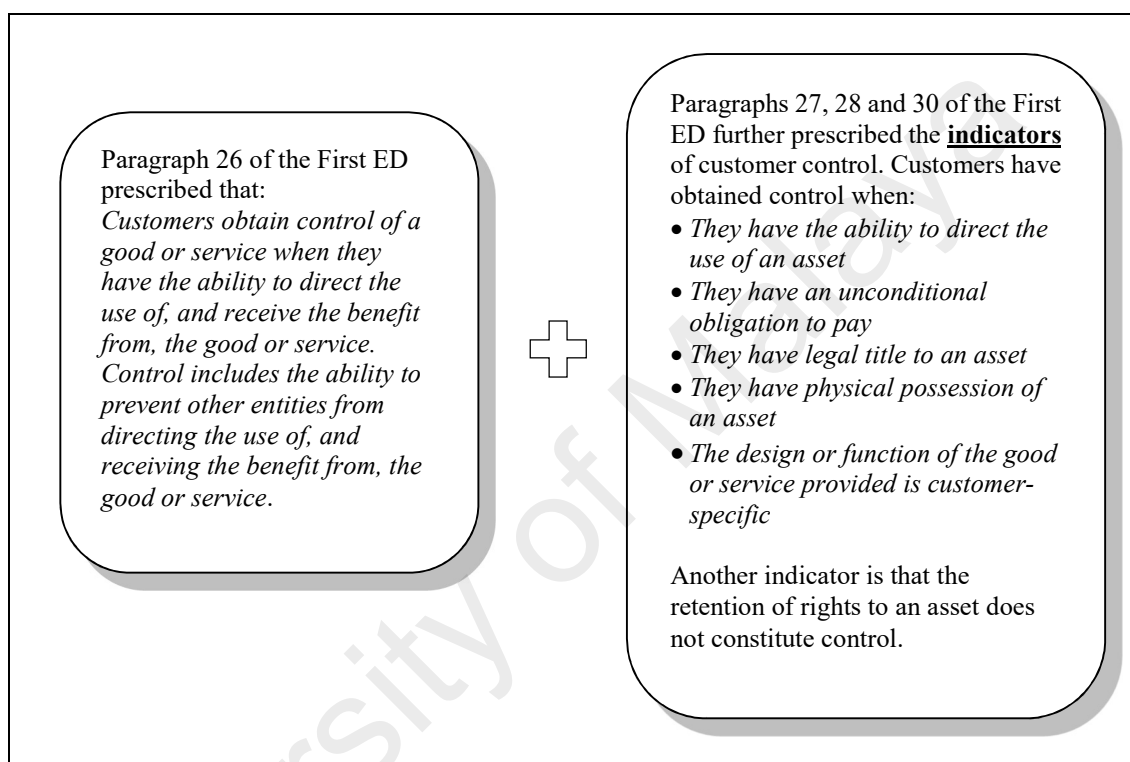 Paragraph 26 of the First ED
prescribed that:
Customers obtain control of a
good or service when they
have the ability to direct the
use of, and receive the benefit
from, the good or service.
Control includes the ability to
prevent other entities from
directing the use of, and
receiving the benefit from, the
good or service.
Paragraphs 27, 28 and 30 of the First
ED further prescribed the indicators
of customer control. Customers have
obtained control when:
• They have the ability to direct the
use of an asset
• They have an unconditional
obligation to pay
• They have legal title to an asset
• They have physical possession of
an asset
• The design or function of the good
or service provided is customer-
specific
Another indicator is that the
retention of rights to an asset does
not constitute control.
rsity of Malaya